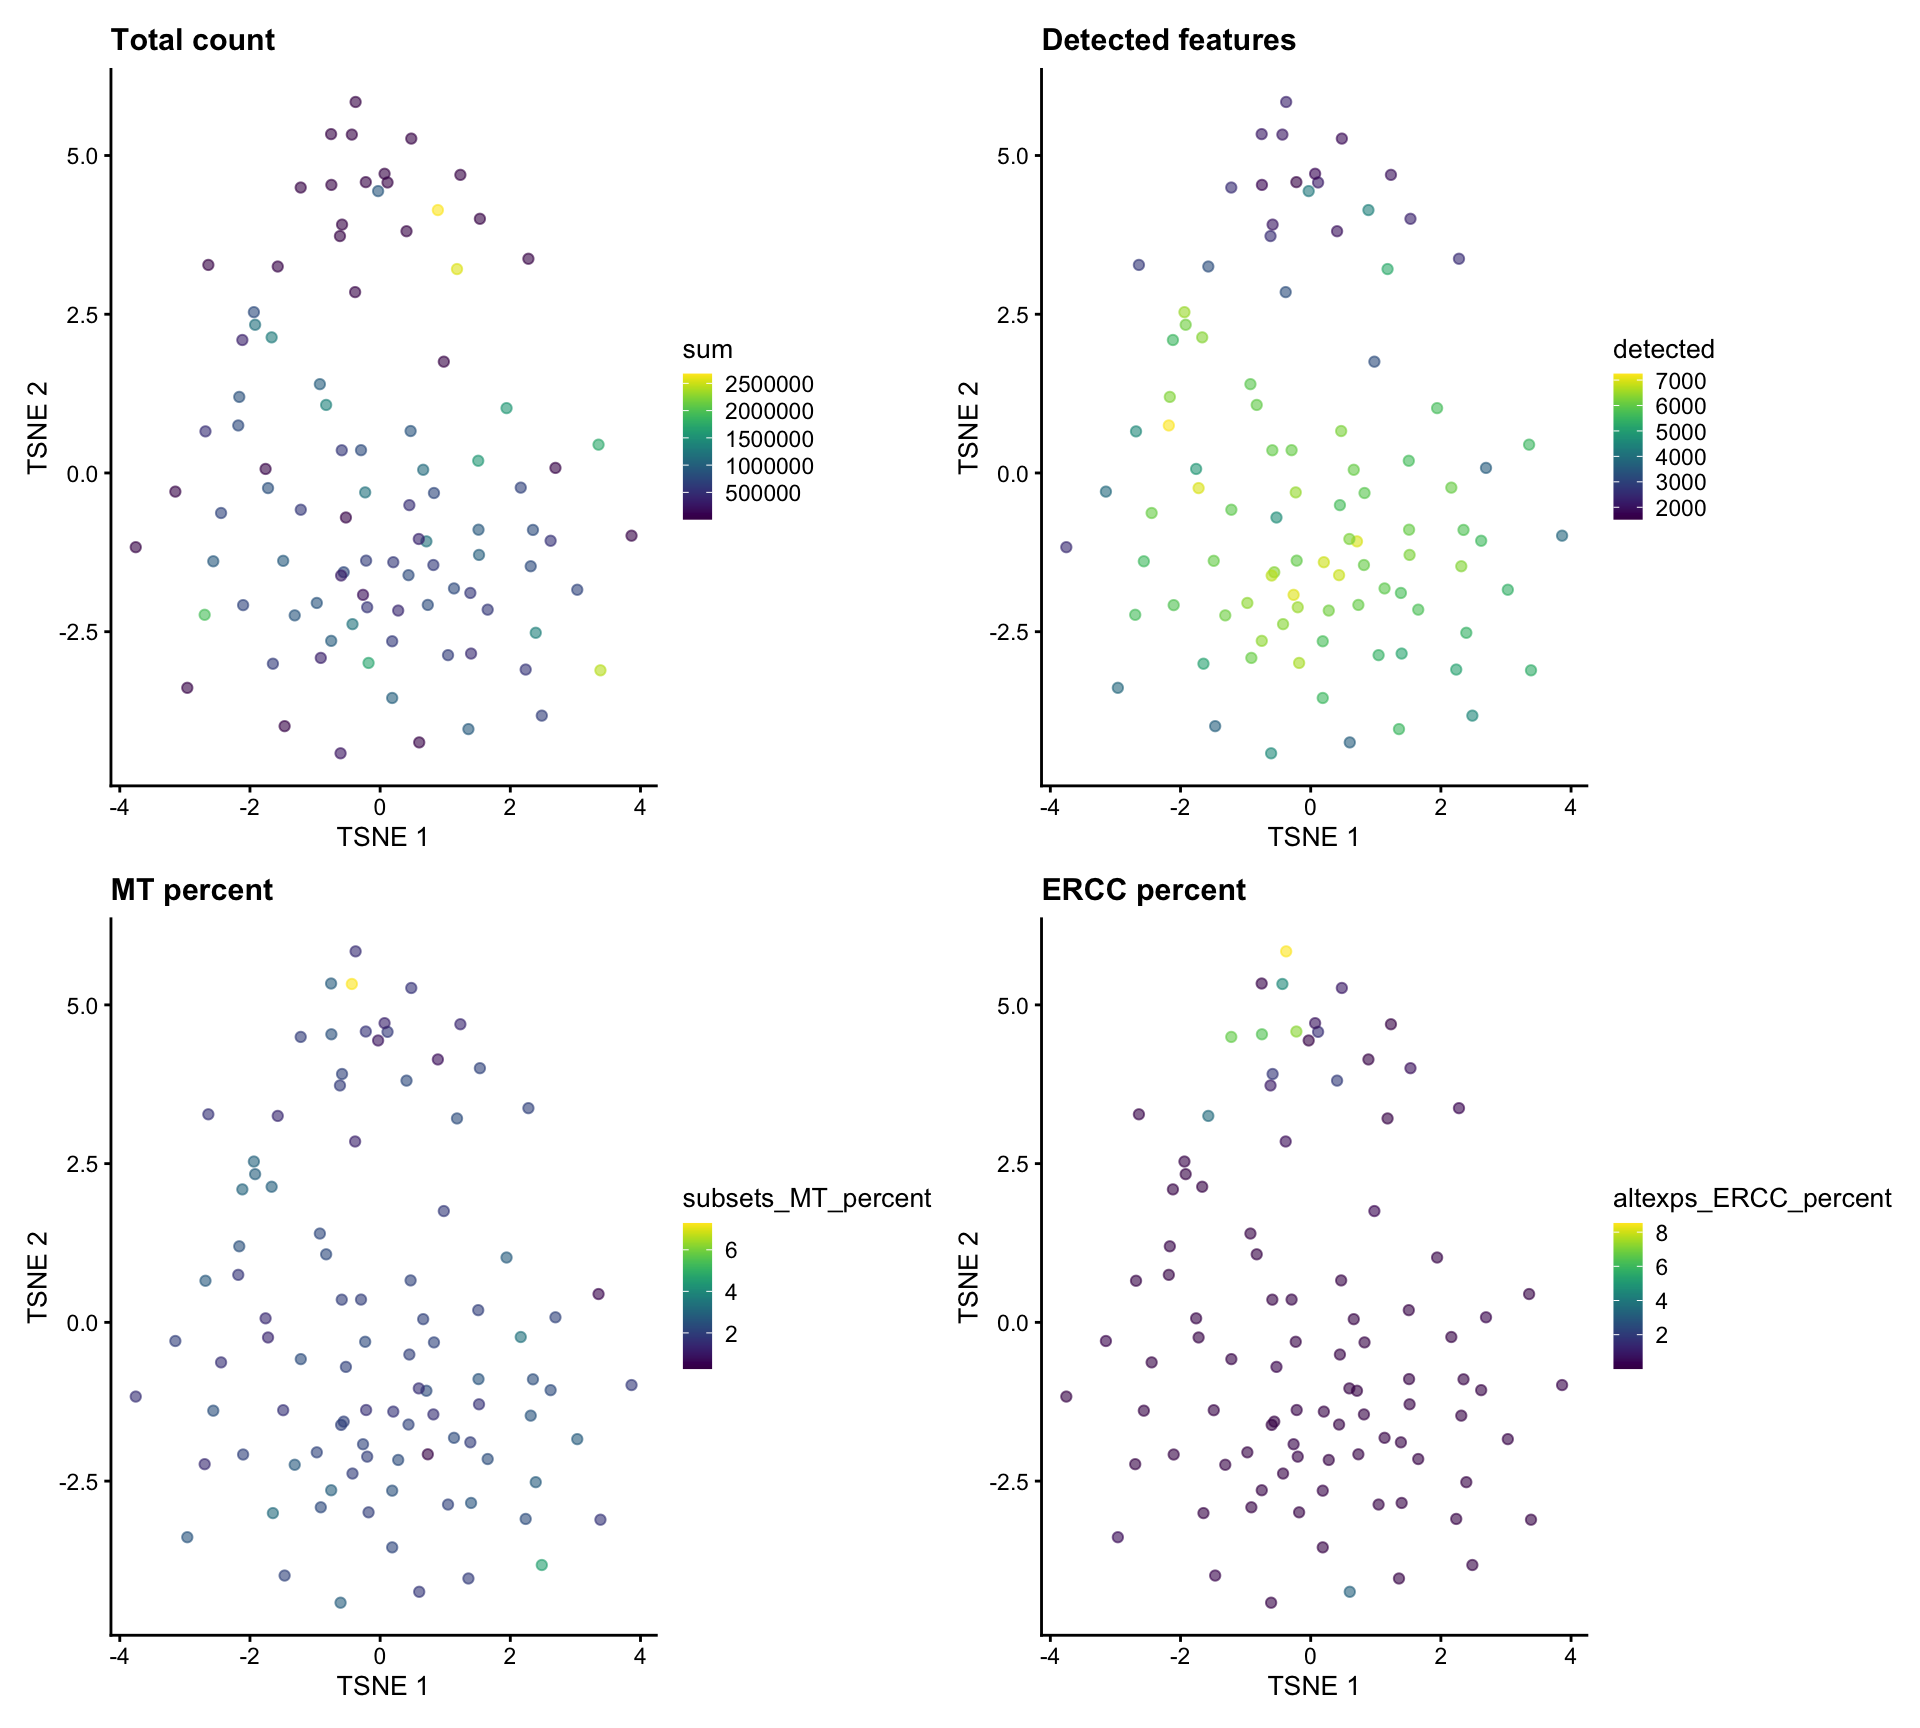 Total count
5.0
2.5
0.0
-2.5
TSNE 2
-4 -2 0 2 4
TSNE 1
sum
2500000
2000000
1500000
1000000
500000
Detected features
5.0
2.5
0.0
-2.5
TSNE 2
-4 -2 0 2 4
TSNE 1
detected
7000
6000
5000
4000
3000
2000
MT percent
5.0
2.5
0.0
-2.5
TSNE 2
-4 -2 0 2 4
TSNE 1
subsets_MT_percent
6
4
2
ERCC percent
5.0
2.5
0.0
-2.5
TSNE 2
-4 -2 0 2 4
TSNE 1
altexps_ERCC_percent
8
6
4
2